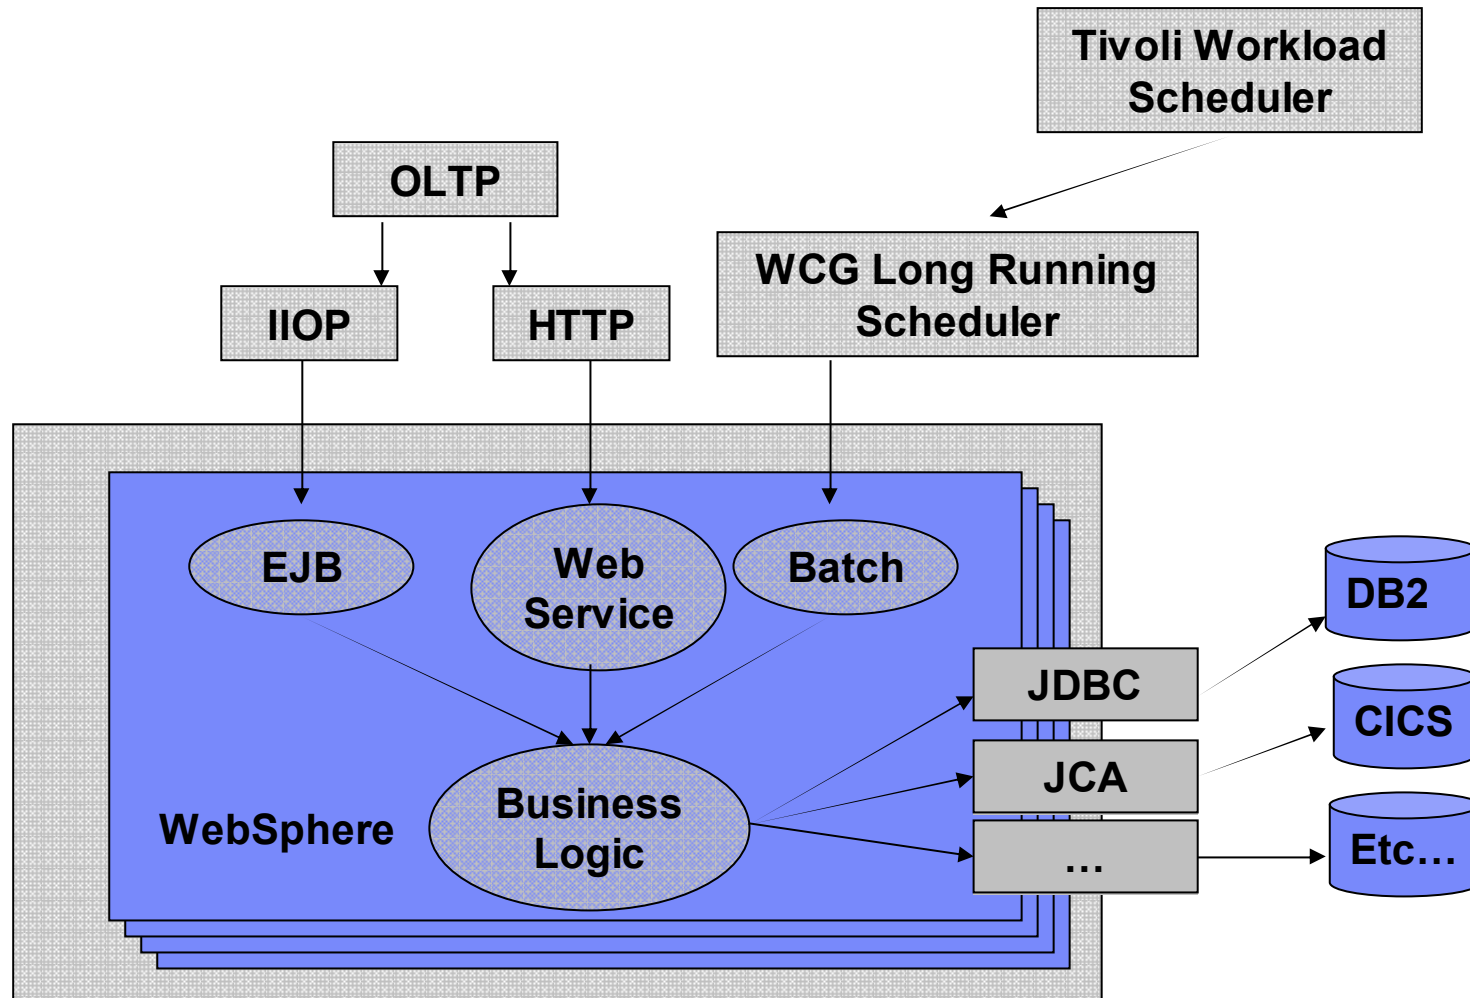 Tivoli Workload
Scheduler
OLTP
WCG Long Running
Scheduler
IIOP
HTTP
EJB
Web
Service
Batch
DB2
JDBC
CICS
JCA
Business
Logic
WebSphere
...
Etc...